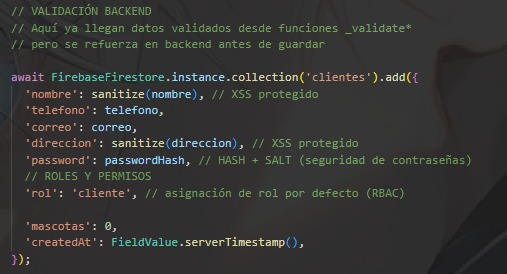 // VALIDACIÓN BACKEND
// Aquí ya llegan datos validados desde funciones _validate*
// pero se refuerza en backend antes de guardar
await FirebaseFirestore.instance.collection('clientes').add({
'nombre': sanitize(nombre), // XSS protegido
'telefono': telefono,
'correo': correo,
'direccion': sanitize(direccion), // XSS protegido
'password': passwordHash, // HASH + SALT (seguridad de contraseñas)
// ROLES Y PERMISOS
'rol': 'cliente', // asignación de rol por defecto (RBAC)
'mascotas': 0,
'createdAt': FieldValue.serverTimestamp(),
});